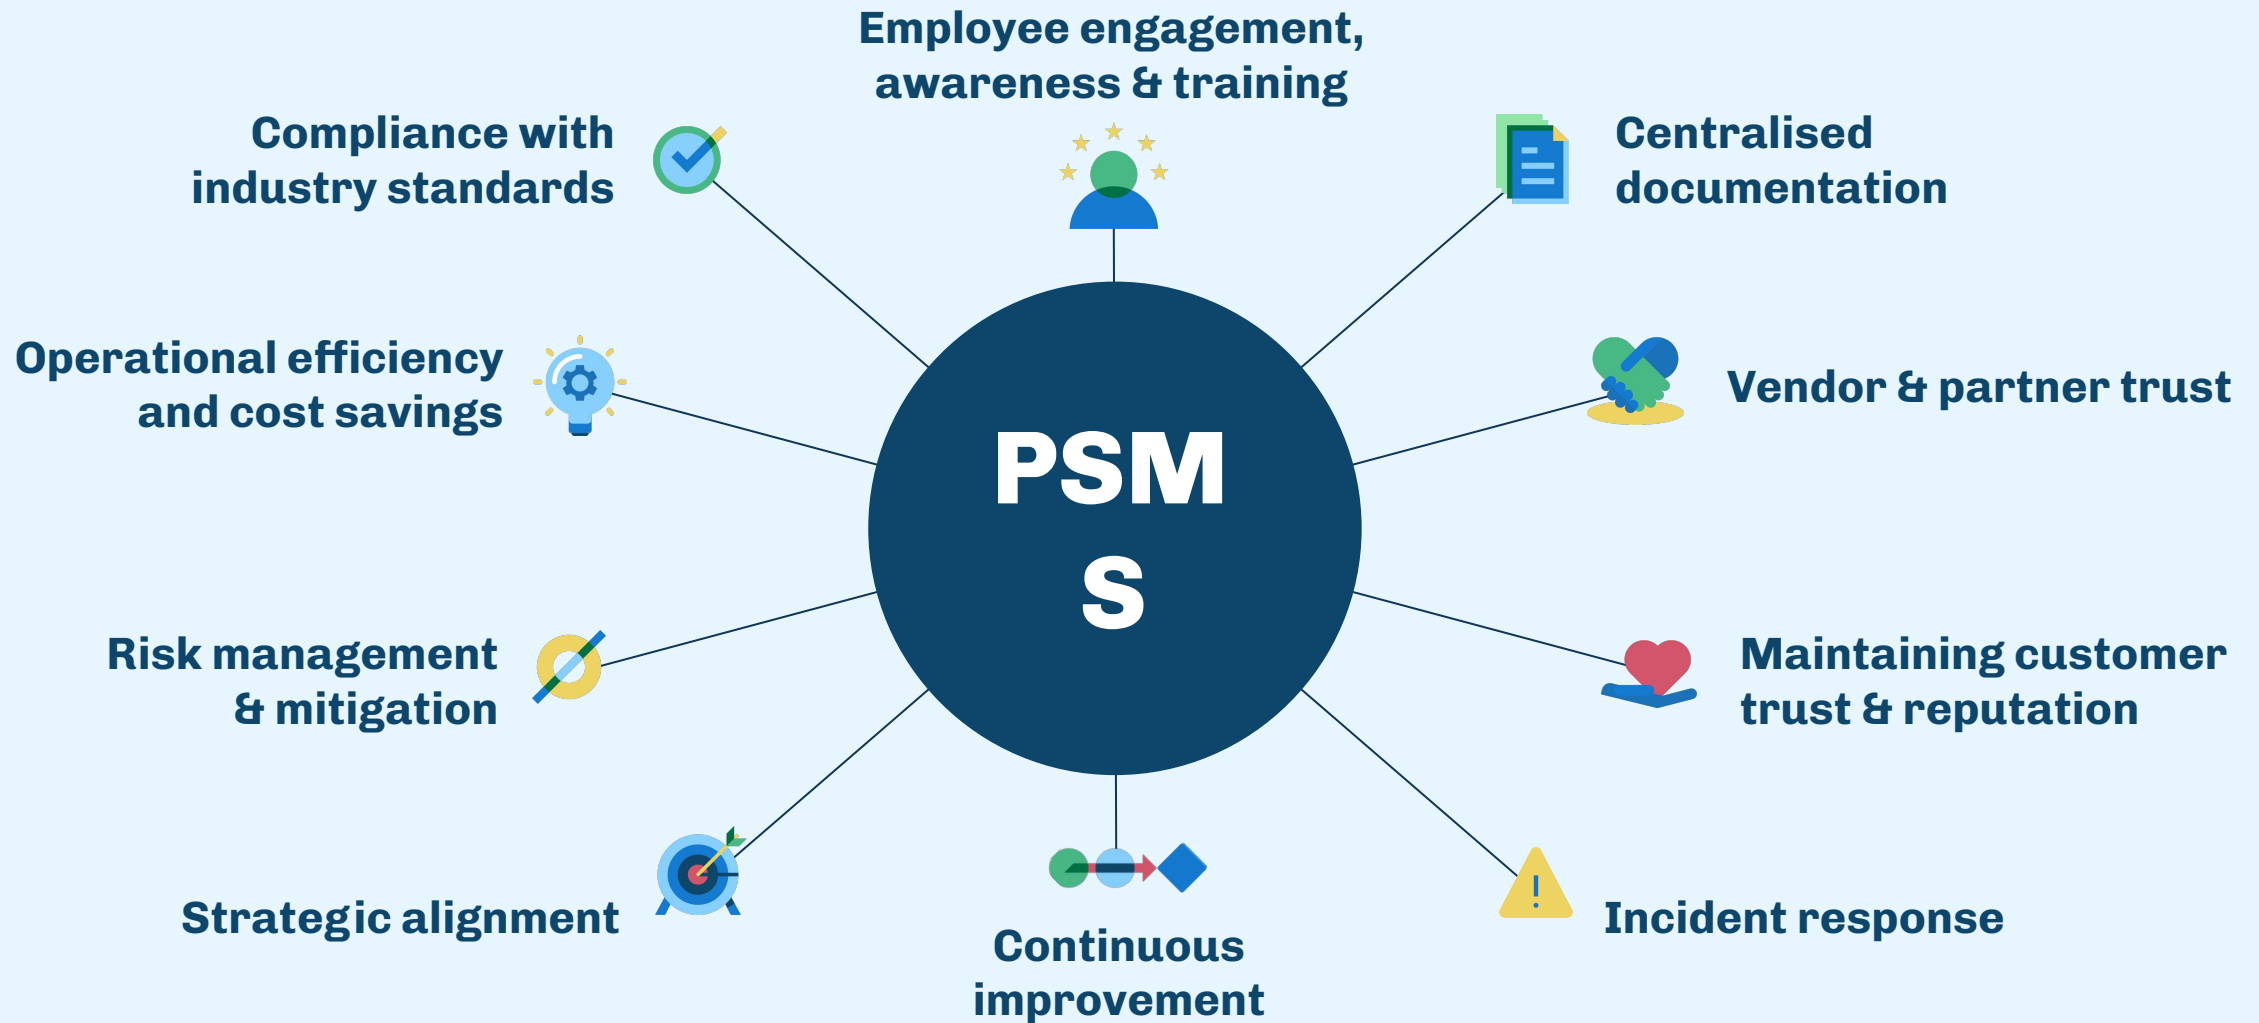 Employee engagement,
awareness & training
Compliance with
industry standards
Centralised
documentation
Operational efficiency
and cost savings
Vendor & partner trust
PSM
S
Risk management
& mitigation
Maintaining customer
trust & reputation
Strategic alignment
Incident response
Continuous
improvement